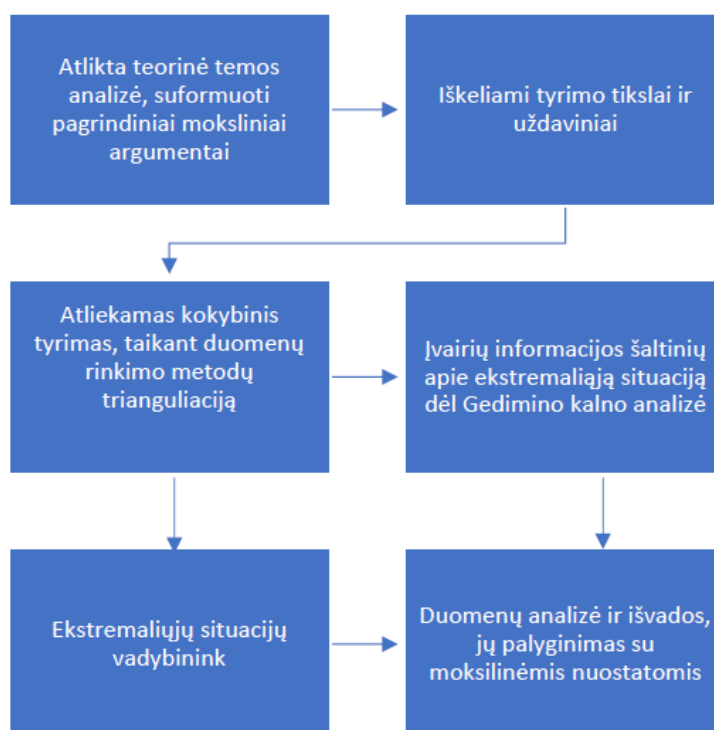 Atlikta teorinė temos
analizė, suformuoti
pagrindiniai moksliniai
argumentai
Iškeliami tyrimo tikslai ir
uždaviniai
Atliekamas kokybinis
tyrimas, taikant duomenų
rinkimo metodų
trianguliaciją
Įvairių informacijos šaltinių
apie ekstremaliąją situaciją
dėl Gedimino kalno analizė
Ekstremaliųjų situacijų
vadybinink
Duomenų analizė ir išvados,
jų palyginimas su
moksilinėmis nuostatomis